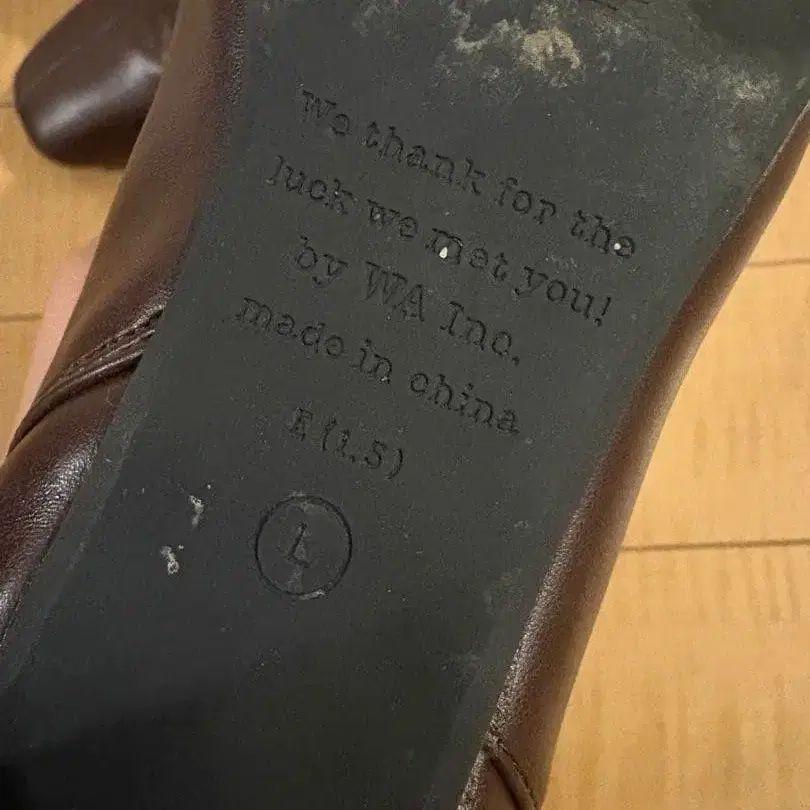 We thank for the
luck we met you!
by WA Inc.
made in china
E (1.5)
L